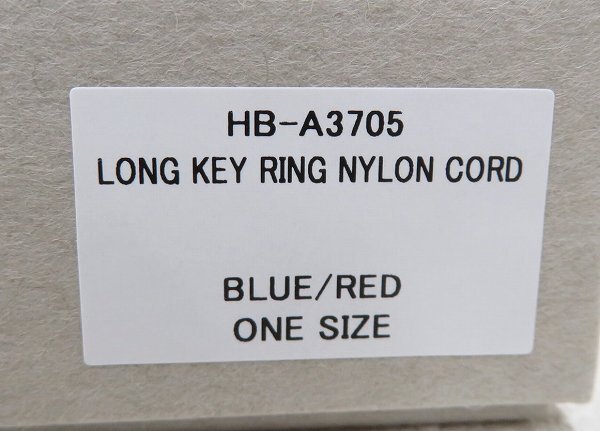 HB-A3705
LONG KEY RING NYLON CORD
BLUE/RED
ONE SIZE